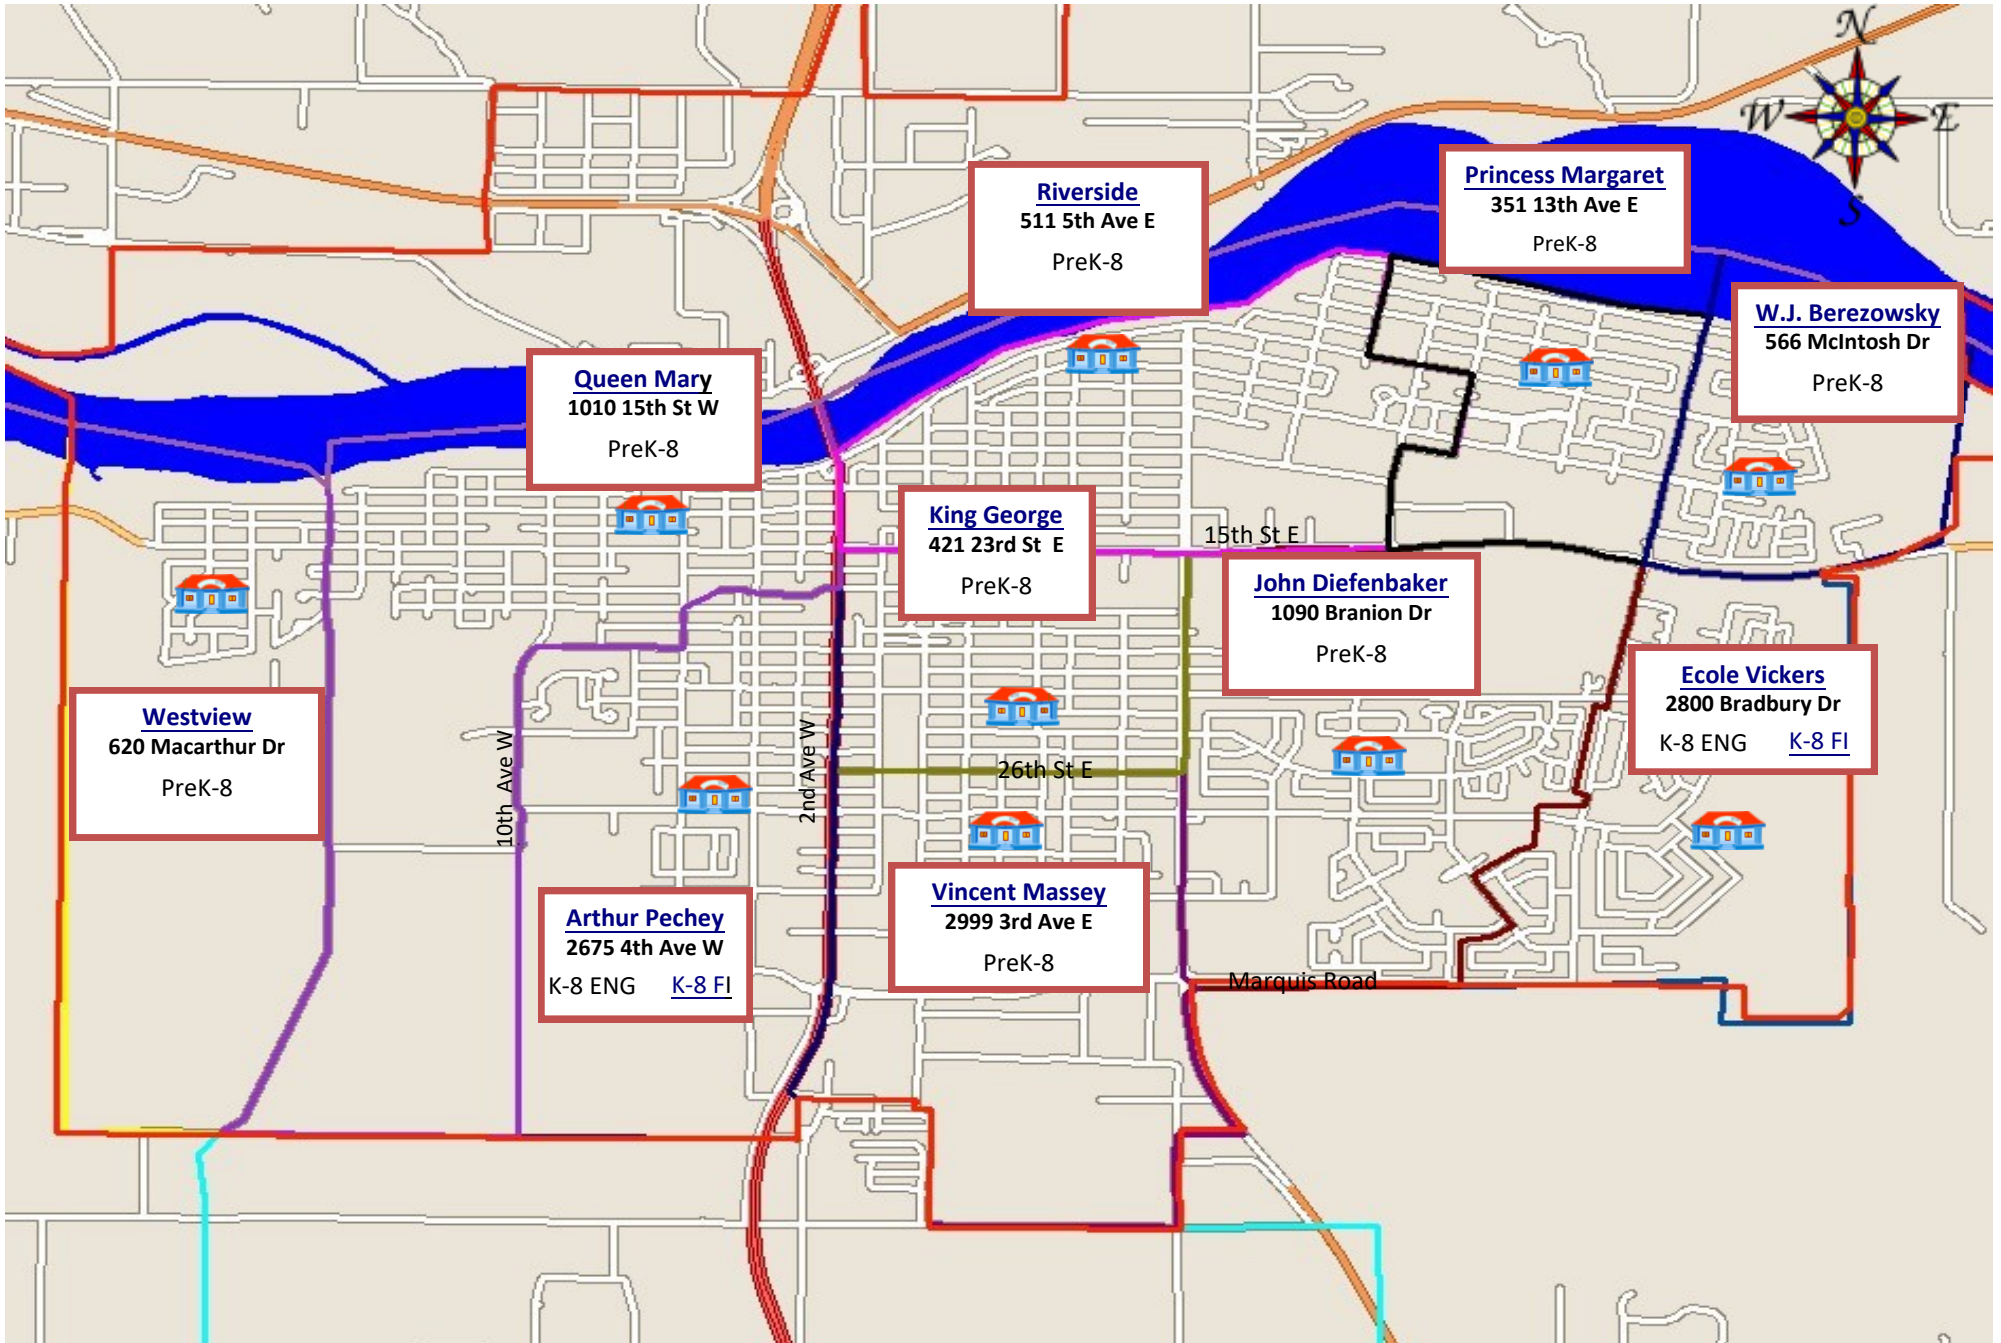 N
W
E
S
Riverside
511 5th Ave E
PreK-8
Princess Margaret
351 13th Ave E
PreK-8
W.J. Berezowsky
566 McIntosh Dr
PreK-8
Queen Mary
1010 15th St W
PreK-8
King George
421 23rd St E
PreK-8
15th St E
John Diefenbaker
1090 Branion Dr
PreK-8
Ecole Vickers
2800 Bradbury Dr
K-8 ENG K-8 FI
Westview
620 Macarthur Dr
PreK-8
10th Ave W
2nd Ave W
26th St E
Arthur Pechey
2675 4th Ave W
K-8 ENG K-8 FI
Vincent Massey
2999 3rd Ave E
PreK-8
Marquis Road